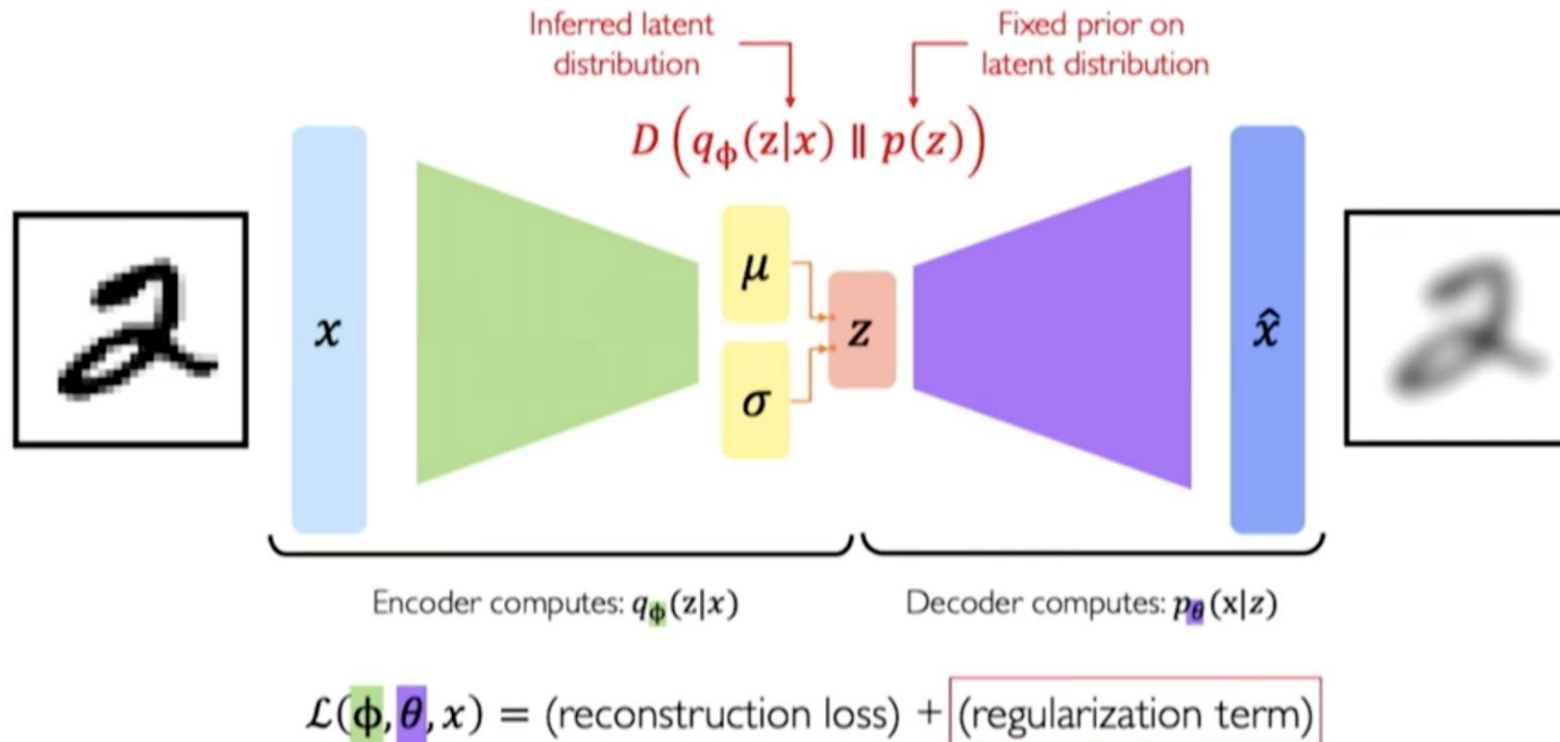 Inferred latent
distribution
Fixed prior on
latent distribution
D(qϕ(z|x) ∥ p(z))
x
μ
σ
z
x̂
Encoder computes: qϕ(z|x)
Decoder computes: pθ(x|z)
ℒ(ϕ, θ, x) = (reconstruction loss) + (regularization term)